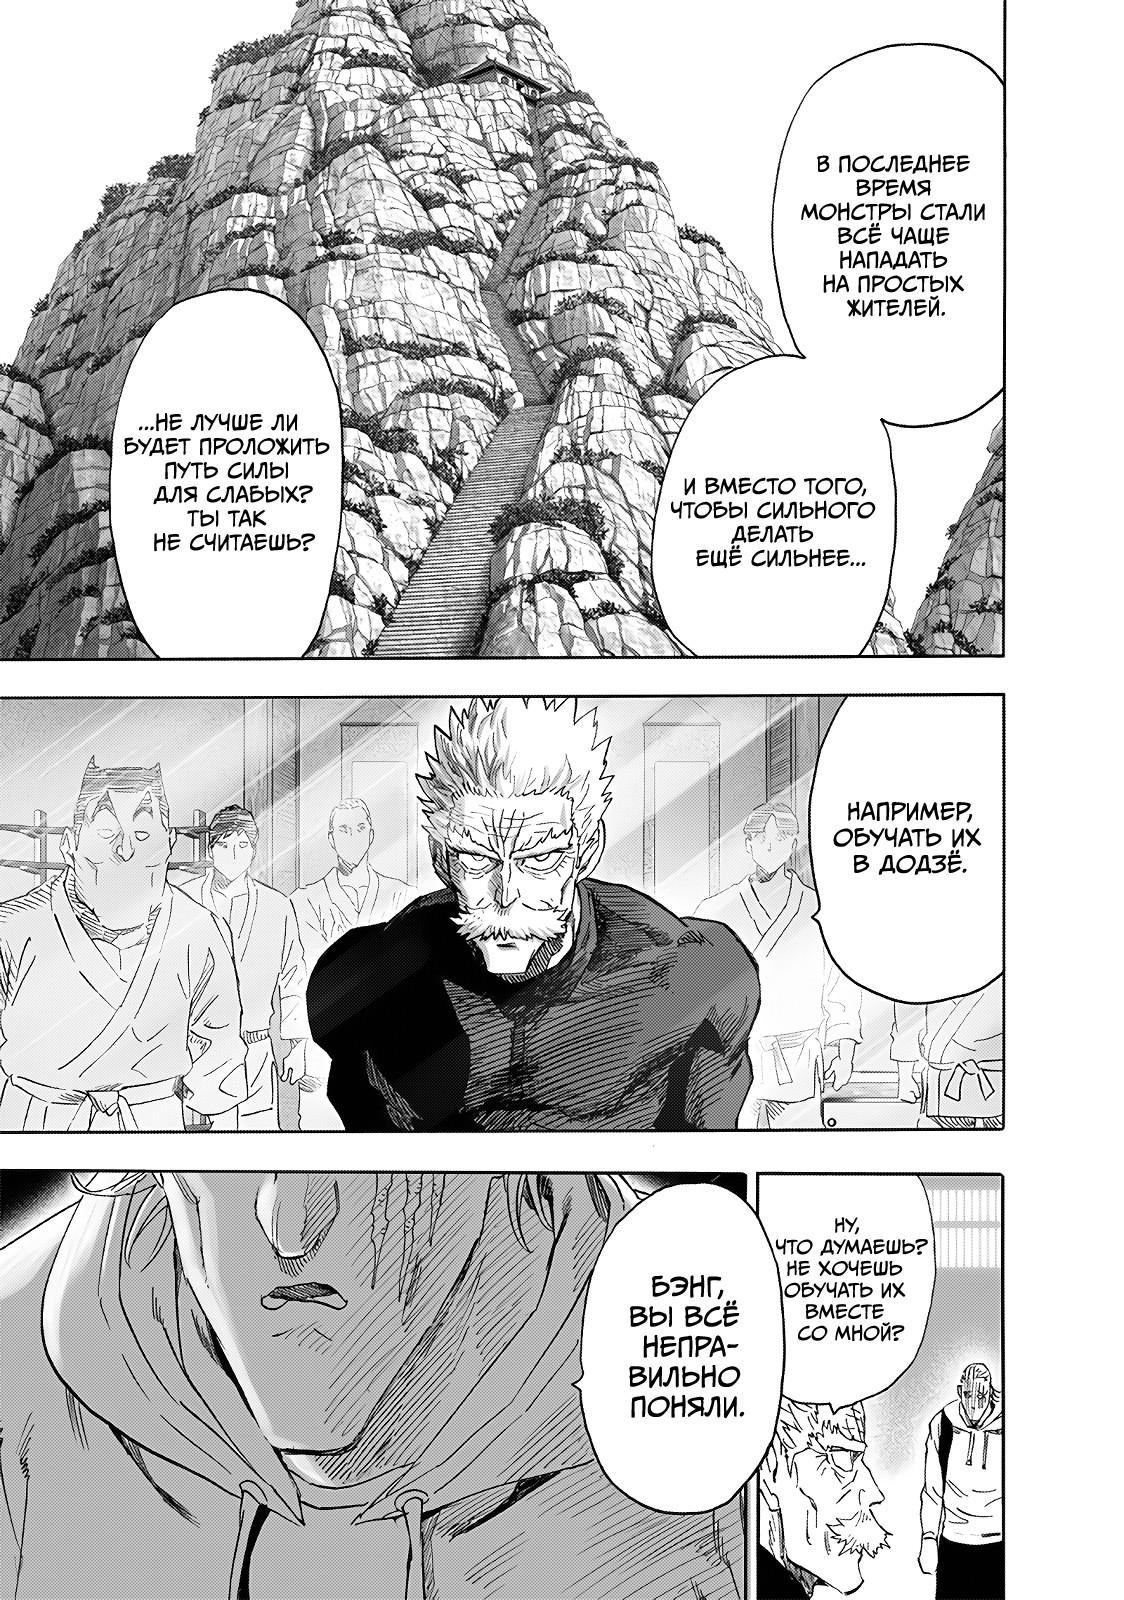 В ПОСЛЕДНЕЕ
ВРЕМЯ
МОНСТРЫ СТАЛИ
ВСЁ ЧАЩЕ
НАПАДАТЬ
НА ПРОСТЫХ
ЖИТЕЛЕЙ.
И ВМЕСТО ТОГО,
ЧТОБЫ СИЛЬНОГО
ДЕЛАТЬ
ЕЩЁ СИЛЬНЕЕ...
...НЕ ЛУЧШЕ ЛИ
БУДЕТ ПРОЛОЖИТЬ
ПУТЬ СИЛЫ
ДЛЯ СЛАБЫХ?
ТЫ ТАК
НЕ СЧИТАЕШЬ?
НАПРИМЕР,
ОБУЧАТЬ ИХ
В ДОДЗЁ.
НУ,
ЧТО ДУМАЕШЬ?
НЕ ХОЧЕШЬ
ОБУЧАТЬ ИХ
ВМЕСТЕ
СО МНОЙ?
БЭНГ,
ВЫ ВСЁ
НЕПРА-
ВИЛЬНО
ПОНЯЛИ.